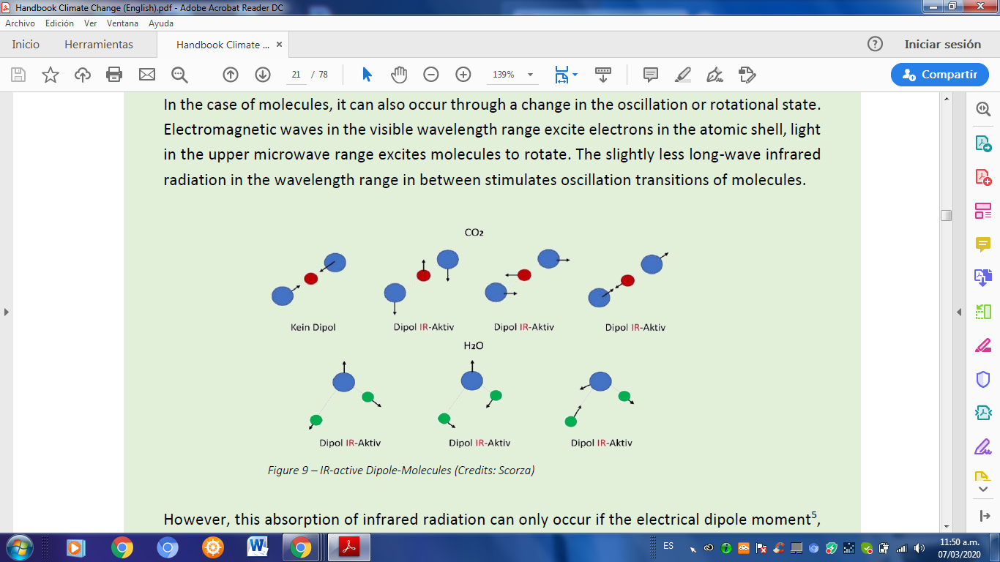 Handbook Climate Change (English).pdf - Adobe Acrobat Reader DC
Archivo Edición Ver Ventana Ayuda
Inicio Herramientas Handbook Climate ... × Iniciar sesión
21 / 78 139% Compartir
In the case of molecules, it can also occur through a change in the oscillation or rotational state.
Electromagnetic waves in the visible wavelength range excite electrons in the atomic shell, light
in the upper microwave range excites molecules to rotate. The slightly less long-wave infrared
radiation in the wavelength range in between stimulates oscillation transitions of molecules.
CO₂
Kein Dipol Dipol IR-Aktiv Dipol IR-Aktiv Dipol IR-Aktiv
H₂O
Dipol IR-Aktiv Dipol IR-Aktiv Dipol IR-Aktiv
Figure 9 – IR-active Dipole-Molecules (Credits: Scorza)
However, this absorption of infrared radiation can only occur if the electrical dipole moment⁵,
ES 11:50 a.m.
07/03/2020